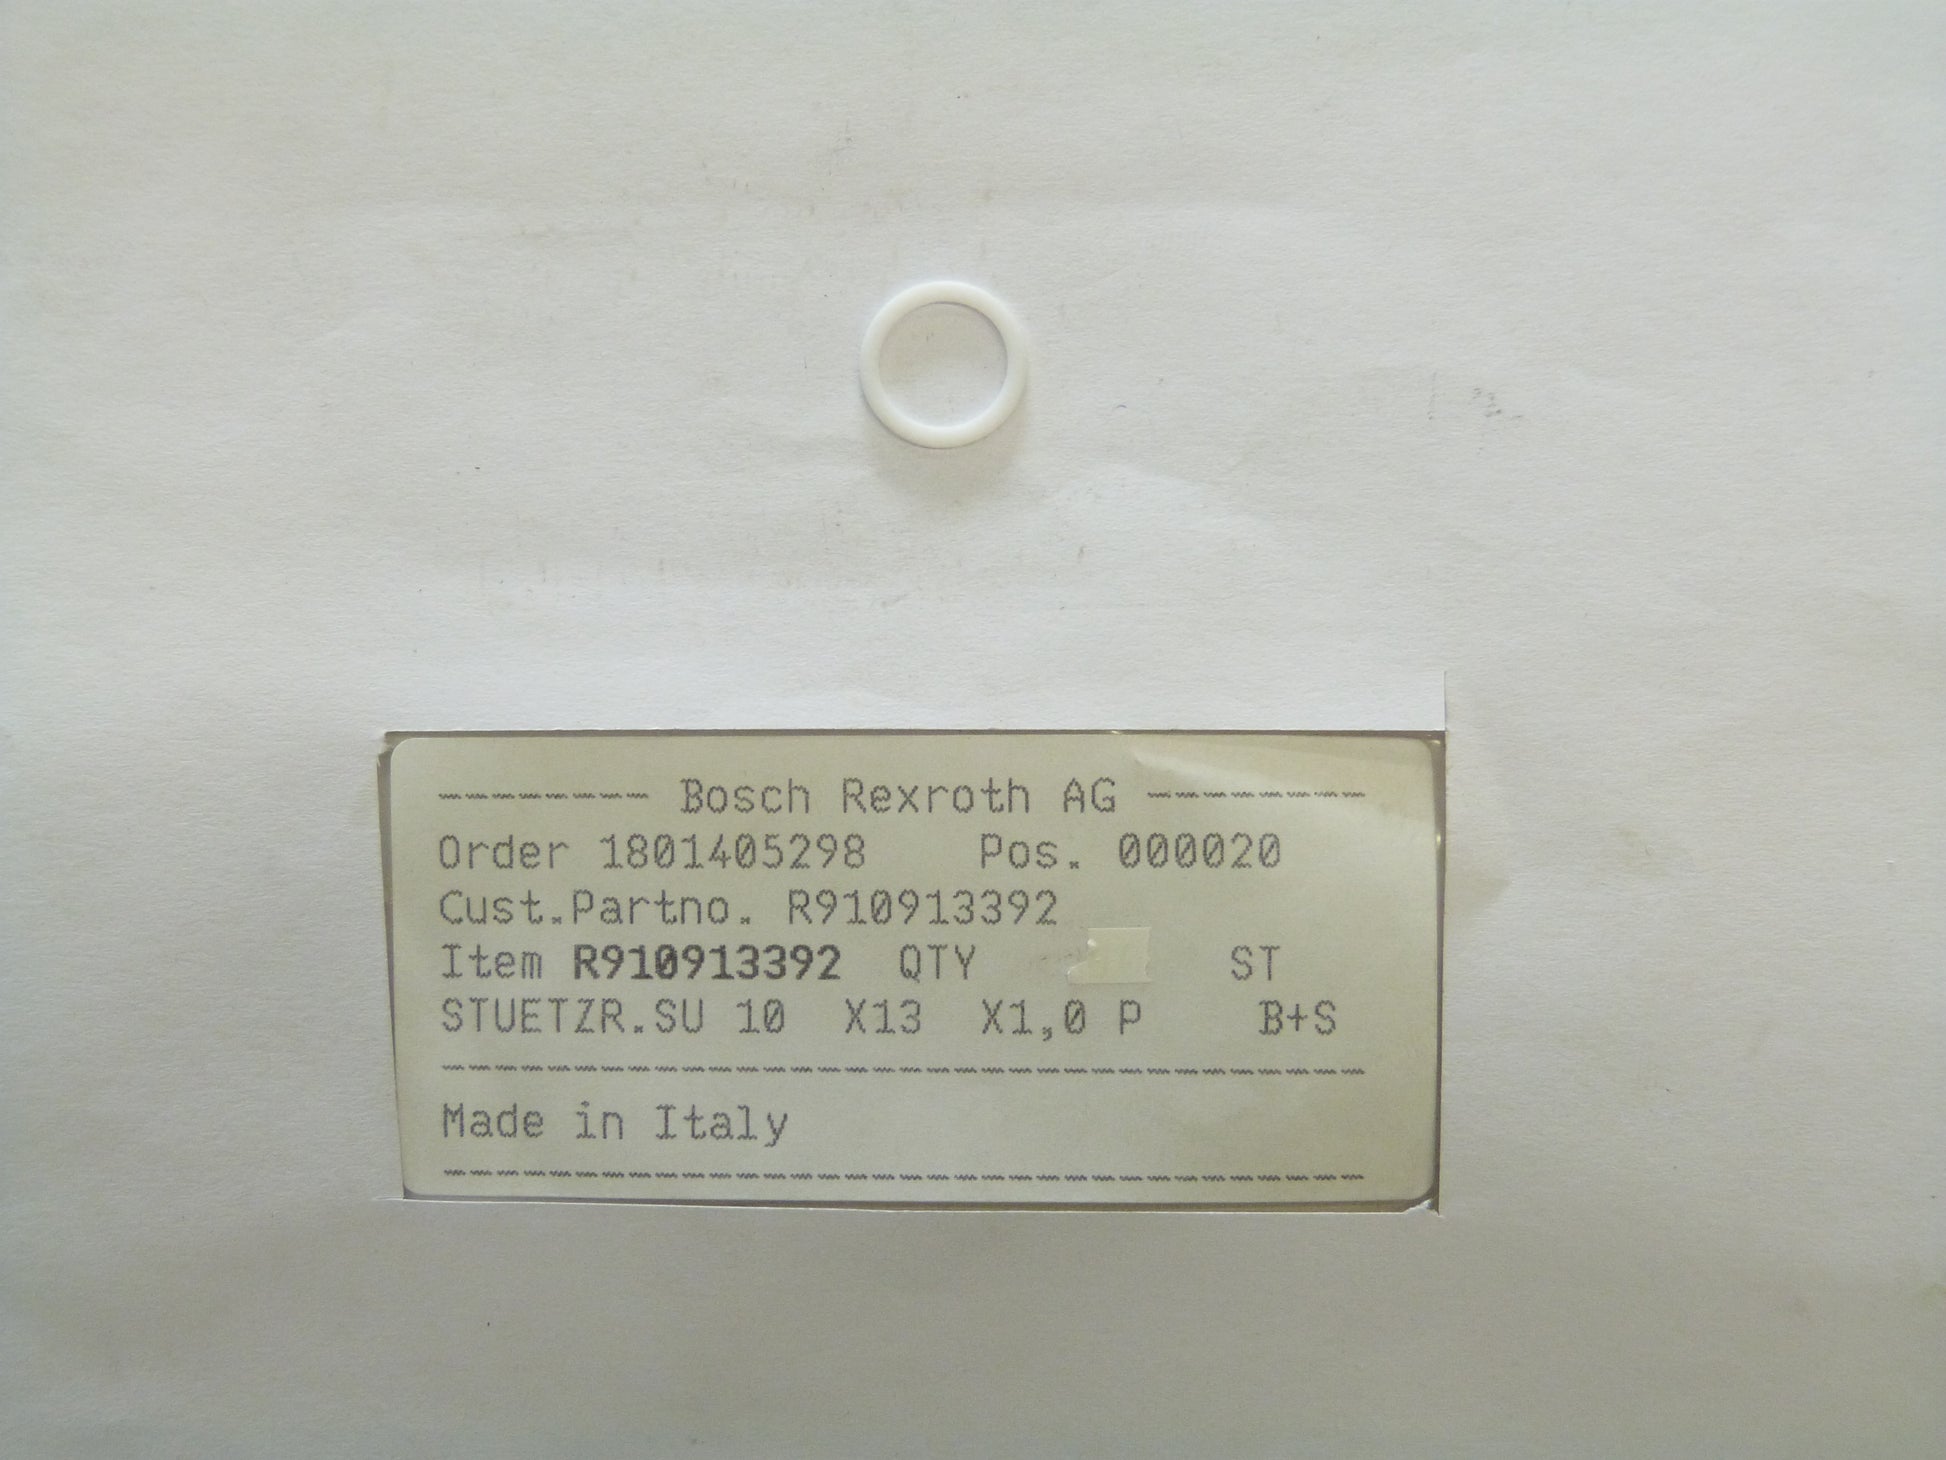 -------- Bosch Rexroth AG --------
Order 1801405298 Pos. 000020
Cust.Partno. R910913392
Item R910913392 QTY ST
STUETZR.SU 10 X13 X1,0 P B+S
Made in Italy